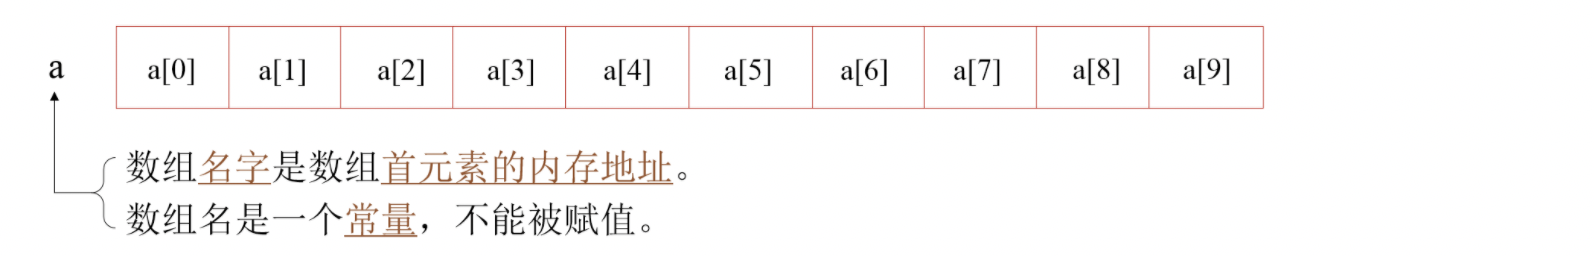 a a[0] a[1] a[2] a[3] a[4] a[5] a[6] a[7] a[8] a[9]
数组名字是数组首元素的内存地址。
数组名是一个常量，不能被赋值。